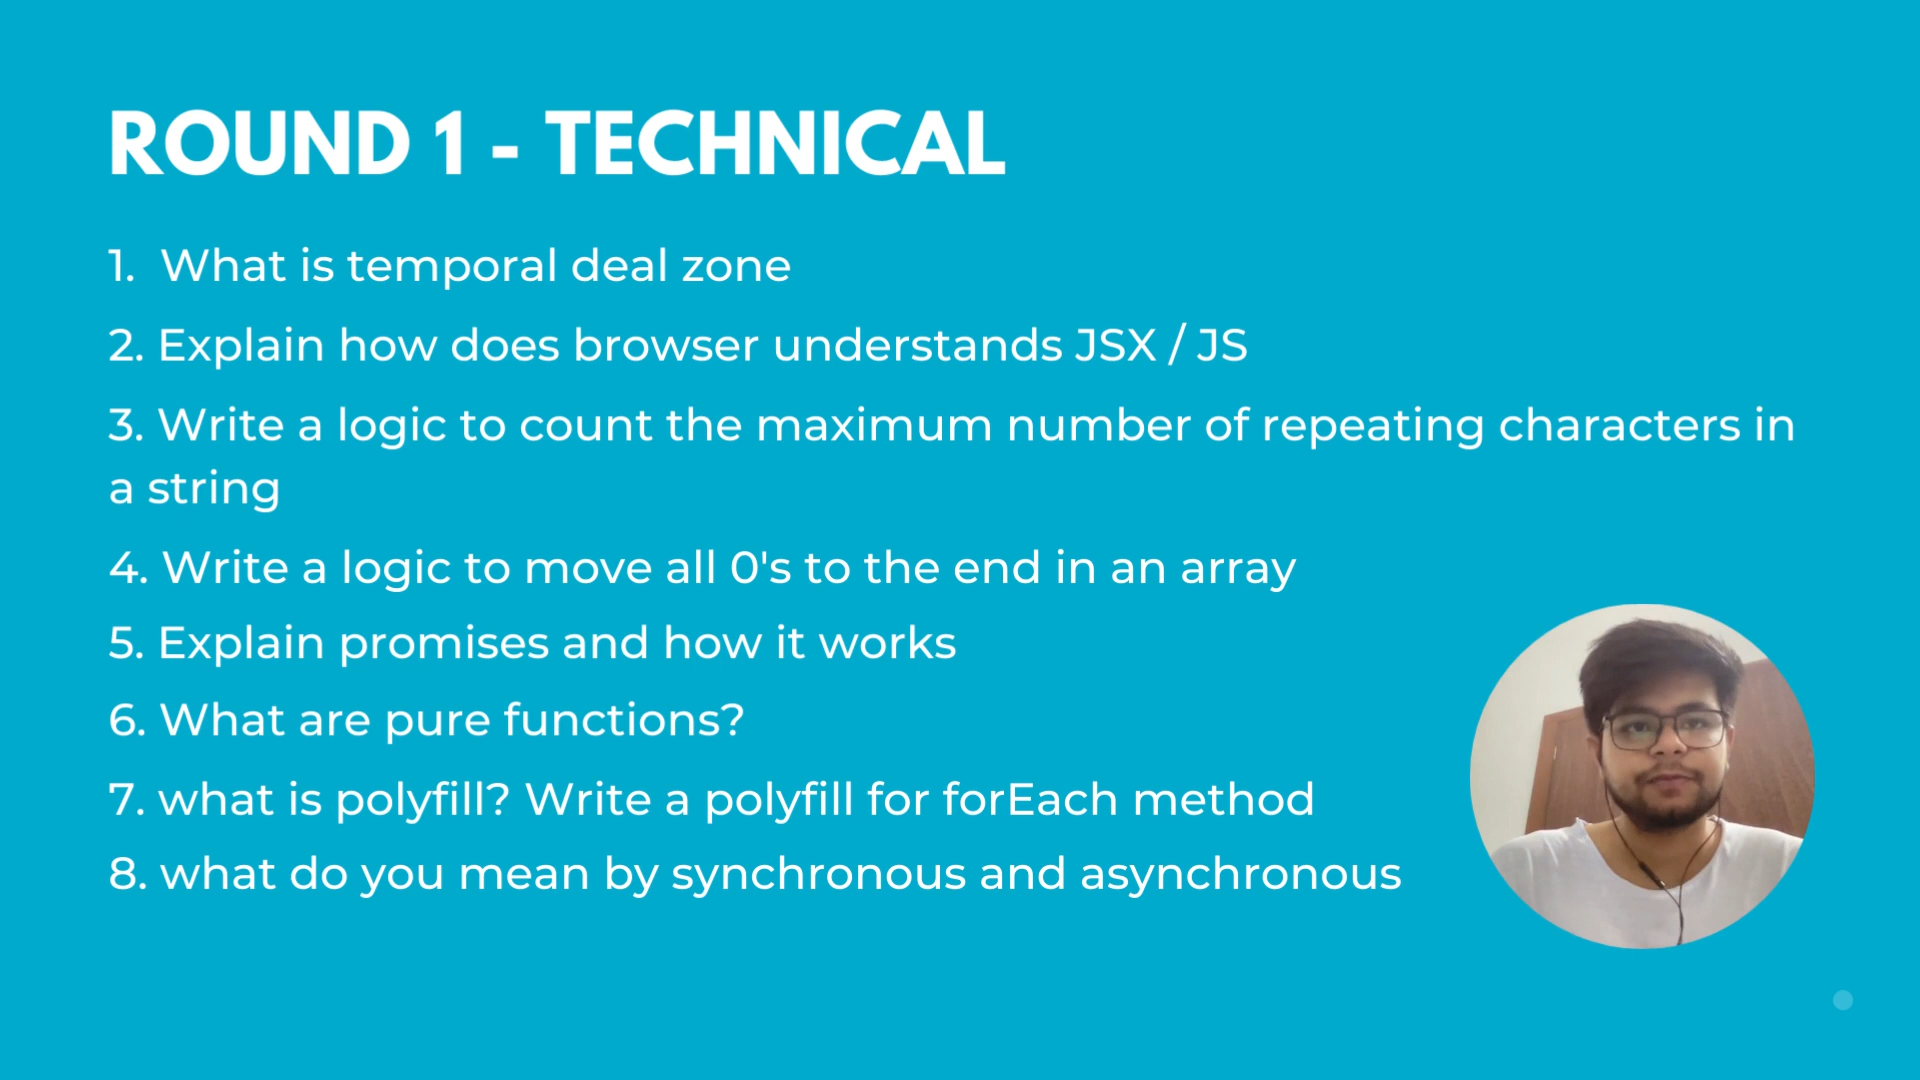 ROUND 1 - TECHNICAL
1. What is temporal deal zone
2. Explain how does browser understands JSX / JS
3. Write a logic to count the maximum number of repeating characters in
a string
4. Write a logic to move all 0's to the end in an array
5. Explain promises and how it works
6. What are pure functions?
7. what is polyfill? Write a polyfill for forEach method
8. what do you mean by synchronous and asynchronous